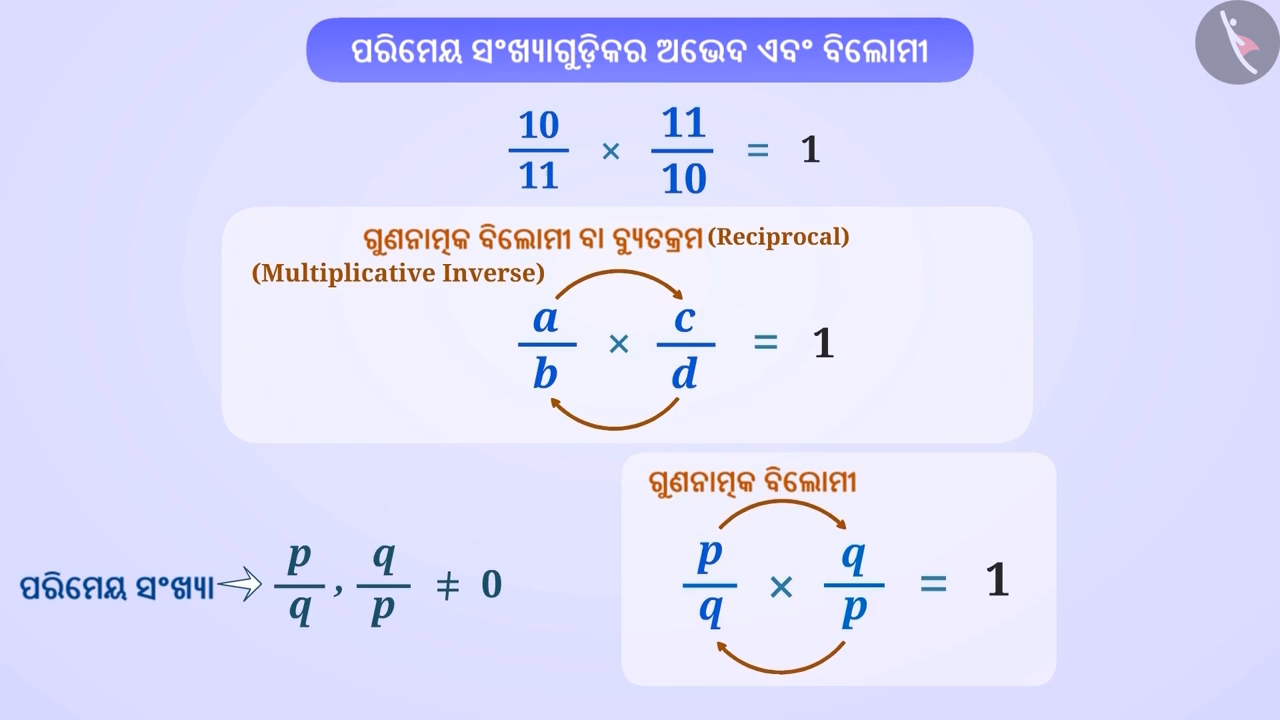 ପରିମେୟ ସଂଖ୍ୟାଗୁଡ଼ିକର ଅଭେଦ ଏବଂ ବିଲୋମୀ
10/11 × 11/10 = 1
ଗୁଣନାତ୍ମକ ବିଲୋମୀ ବା ବ୍ୟୁତକ୍ରମ (Reciprocal)
(Multiplicative Inverse)
a/b × c/d = 1
ପରିମେୟ ସଂଖ୍ୟା p/q , q/p ≠ 0
ଗୁଣନାତ୍ମକ ବିଲୋମୀ
p/q × q/p = 1